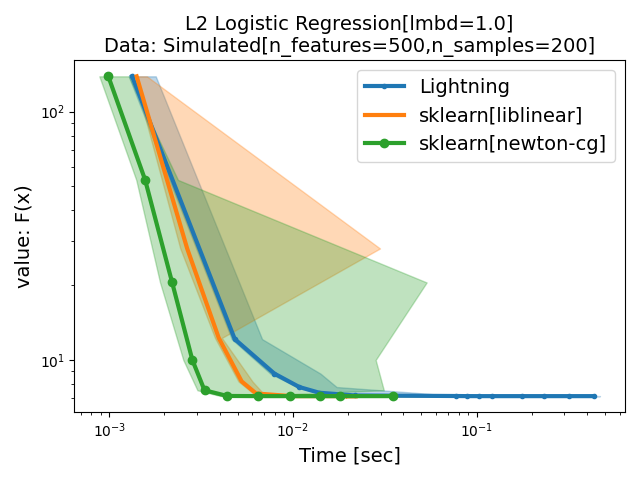 L2 Logistic Regression[lmbd=1.0]
Data: Simulated[n_features=500,n_samples=200]
Lightning
sklearn[liblinear]
sklearn[newton-cg]
value: F(x)
10²
10¹
10⁻³
10⁻²
10⁻¹
Time [sec]